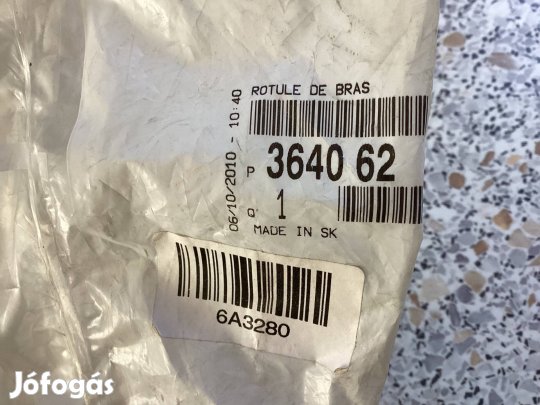 ROTULE DE BRAS
06/10/2010 - 10:40
P 3640 62
Q 1
MADE IN SK
6A3280
Jófogás